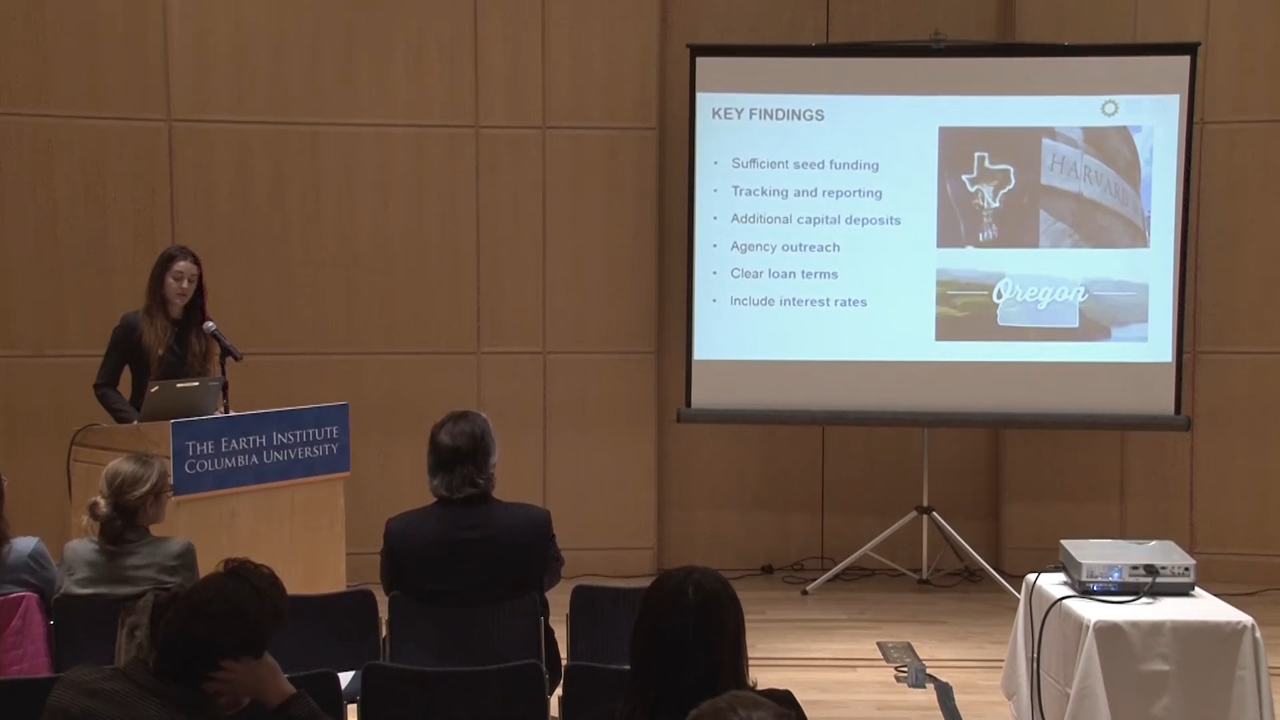 KEY FINDINGS
• Sufficient seed funding
• Tracking and reporting
• Additional capital deposits
• Agency outreach
• Clear loan terms
• Include interest rates
HARVARD
Oregon
THE EARTH INSTITUTE
COLUMBIA UNIVERSITY